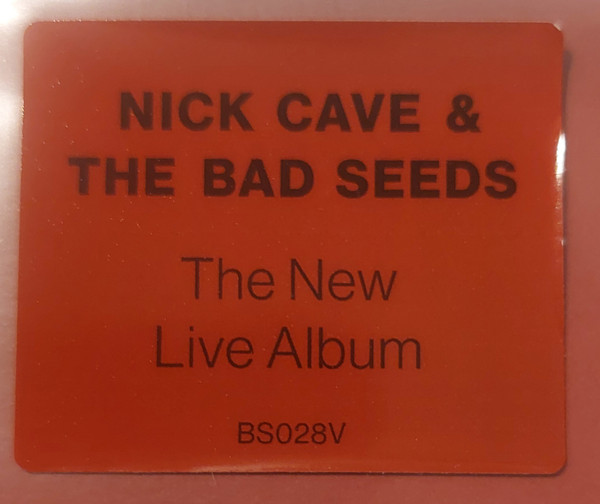 NICK CAVE &
THE BAD SEEDS
The New
Live Album
BS028V